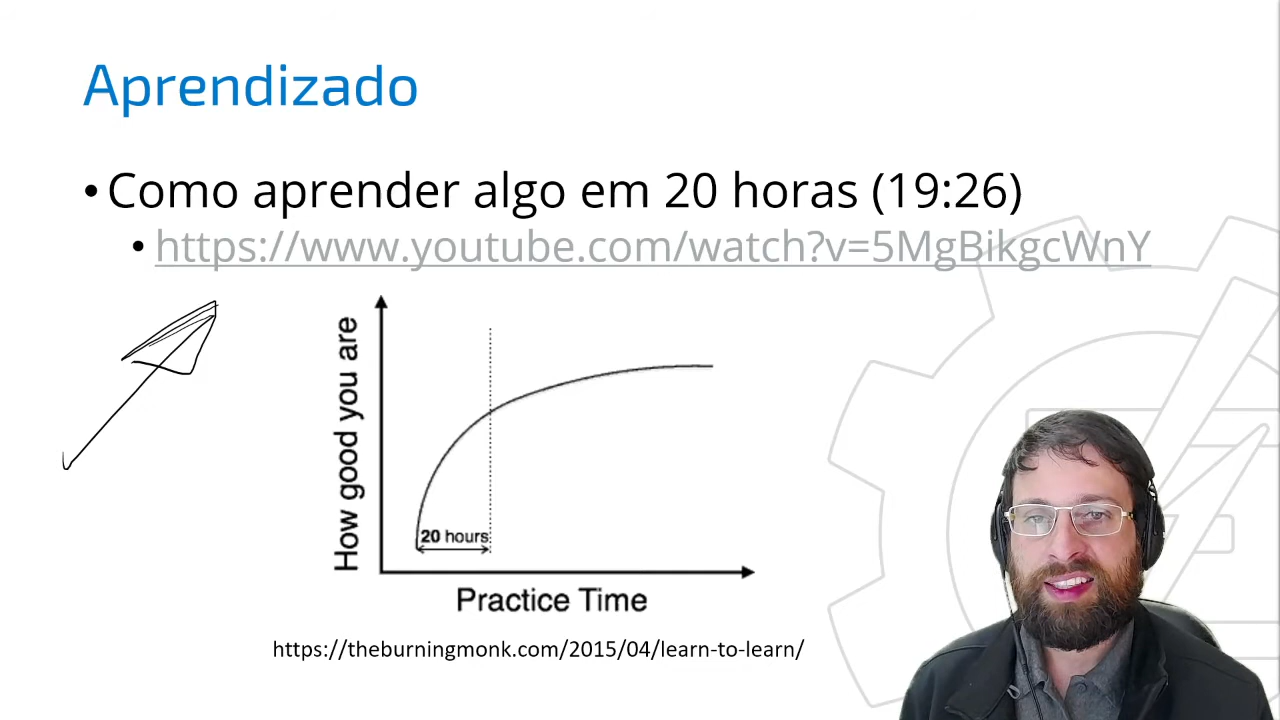 Aprendizado
• Como aprender algo em 20 horas (19:26)
• https://www.youtube.com/watch?v=5MgBikgcWnY
How good you are
20 hours
Practice Time
https://theburningmonk.com/2015/04/learn-to-learn/